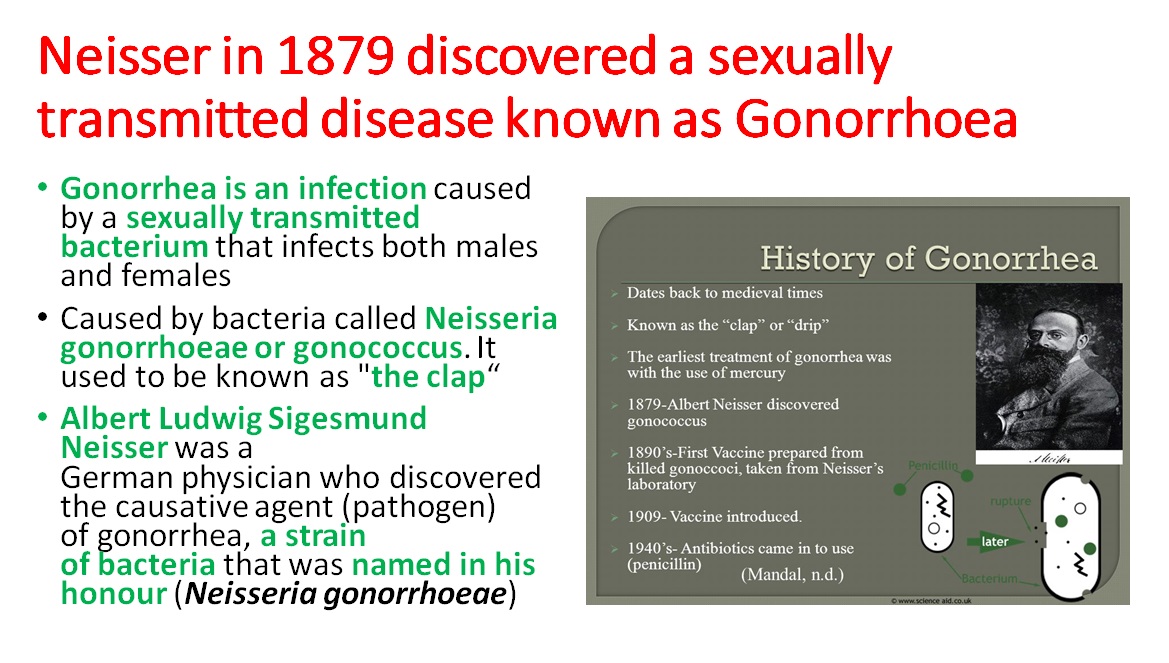 Neisser in 1879 discovered a sexually
transmitted disease known as Gonorrhoea
• Gonorrhea is an infection caused
by a sexually transmitted
bacterium that infects both males
and females
• Caused by bacteria called Neisseria
gonorrhoeae or gonococcus. It
used to be known as "the clap“
• Albert Ludwig Sigesmund
Neisser was a
German physician who discovered
the causative agent (pathogen)
of gonorrhea, a strain
of bacteria that was named in his
honour (Neisseria gonorrhoeae)
History of Gonorrhea
Dates back to medieval times
Known as the “clap” or “drip”
The earliest treatment of gonorrhea was
with the use of mercury
1879-Albert Neisser discovered
gonococcus
1890’s-First Vaccine prepared from
killed gonoccoci, taken from Neisser’s
laboratory
1909- Vaccine introduced.
1940’s- Antibiotics came in to use
(penicillin)
(Mandal, n.d.)
Penicillin
rupture
later
Bacterium
© www.science aid.co.uk